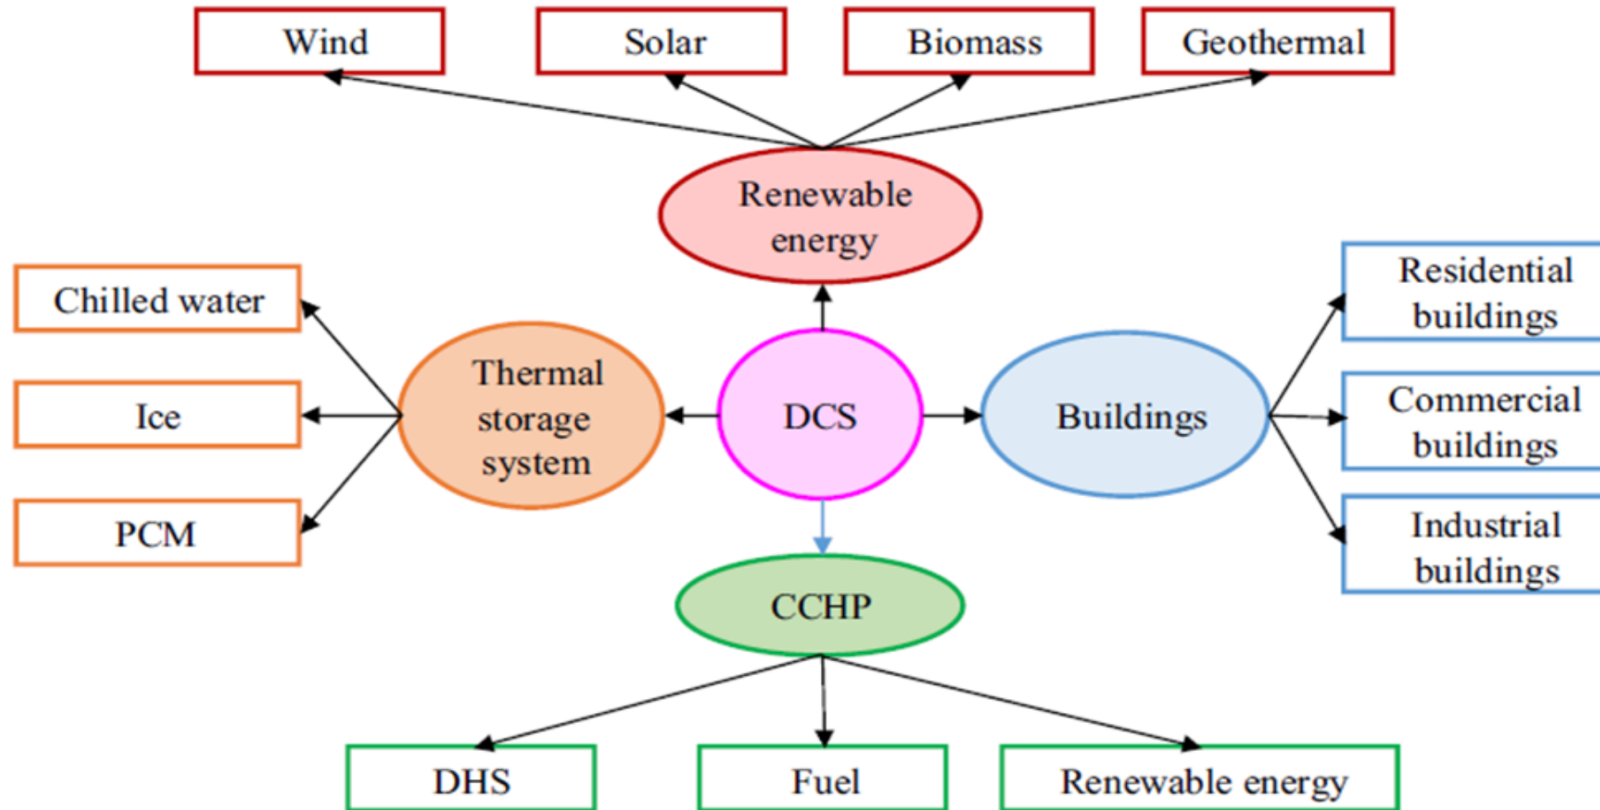 Wind
Solar
Biomass
Geothermal
Renewable
energy
Chilled water
Ice
PCM
Thermal
storage
system
DCS
Buildings
Residential
buildings
Commercial
buildings
Industrial
buildings
CCHP
DHS
Fuel
Renewable energy